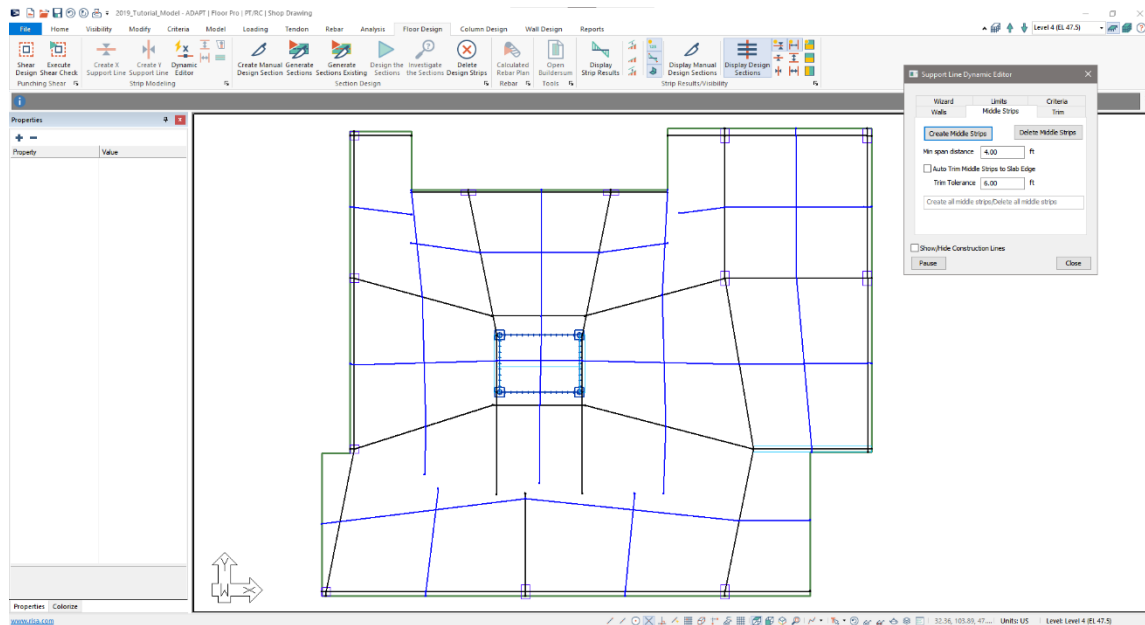 2019_Tutorial_Model - ADAPT | Floor Pro | PT/RC | Shop Drawing
File Home Visibility Modify Criteria Model Loading Tendon Rebar Analysis Floor Design Column Design Wall Design Reports
Level 4 (EL 47.5)
Shear Design Execute Shear Check
Punching Shear
Create X Support Line Create Y Support Line Dynamic Editor
Strip Modeling
Create Manual Design Section Generate Sections Generate Sections Existing Design the Sections Investigate the Sections Delete Design Strips
Section Design
Calculated Rebar Plan
Rebar
Open Buildersum
Tools
Display Strip Results Display Manual Design Sections Display Design Sections
Strip Results/Visibility
Properties
Property Value
Support Line Dynamic Editor
Wizard Limits Criteria
Walls Middle Strips Trim
Create Middle Strips Delete Middle Strips
Min span distance 4.00 ft
Auto Trim Middle Strips to Slab Edge
Trim Tolerance 6.00 ft
Create all middle strips/Delete all middle strips
Show/Hide Construction Lines
Pause Close
Y
W X
Properties Colorize
www.risa.com
52.36, 103.80, 47.... Units: US Level: Level 4 (EL 47.5)